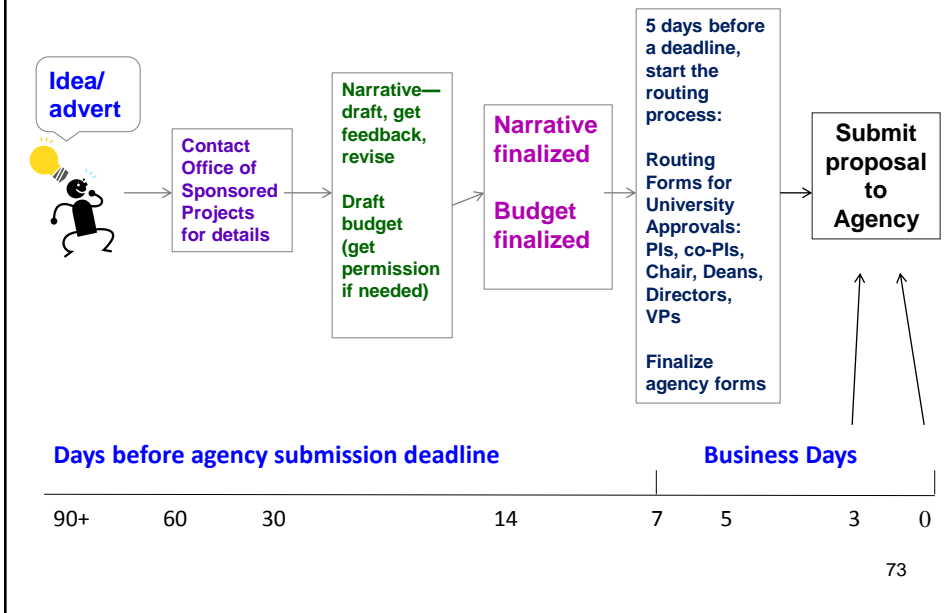 Idea/
advert
Contact
Office of
Sponsored
Projects
for details
Narrative—
draft, get
feedback,
revise
Draft
budget
(get
permission
if needed)
Narrative
finalized
Budget
finalized
5 days before
a deadline,
start the
routing
process:
Routing
Forms for
University
Approvals:
PIs, co-PIs,
Chair, Deans,
Directors,
VPs
Finalize
agency forms
Submit
proposal
to
Agency
Days before agency submission deadline
Business Days
90+ 60 30 14 7 5 3 0
73